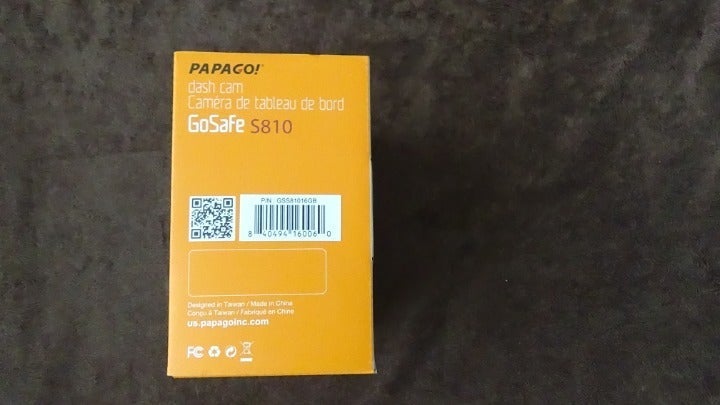 PAPAGO!
dash cam
Caméra de tableau de bord
GoSafe S810
P/N : GSS81016GB
8 40494 16006 0
Designed in Taiwan / Made in China
Conçu à Taiwan / Fabriqué en Chine
us.papagoinc.com
FC